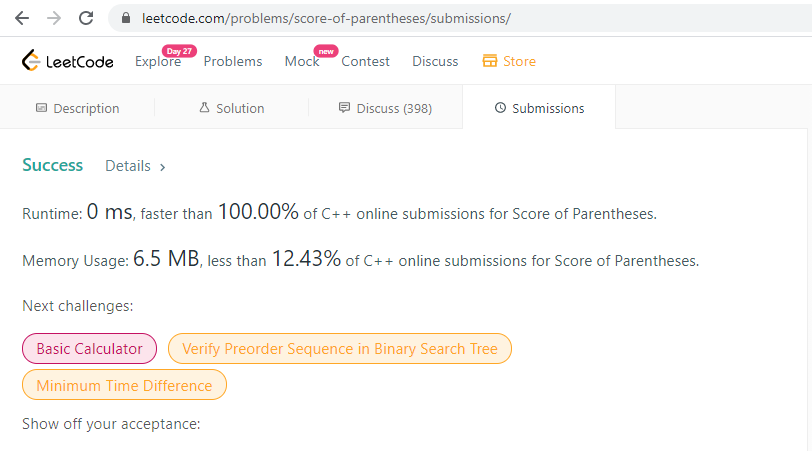 leetcode.com/problems/score-of-parentheses/submissions/
Day 27 new
LeetCode Explore Problems Mock Contest Discuss Store
Description Solution Discuss (398) Submissions
Success Details >
Runtime: 0 ms, faster than 100.00% of C++ online submissions for Score of Parentheses.
Memory Usage: 6.5 MB, less than 12.43% of C++ online submissions for Score of Parentheses.
Next challenges:
Basic Calculator Verify Preorder Sequence in Binary Search Tree
Minimum Time Difference
Show off your acceptance: